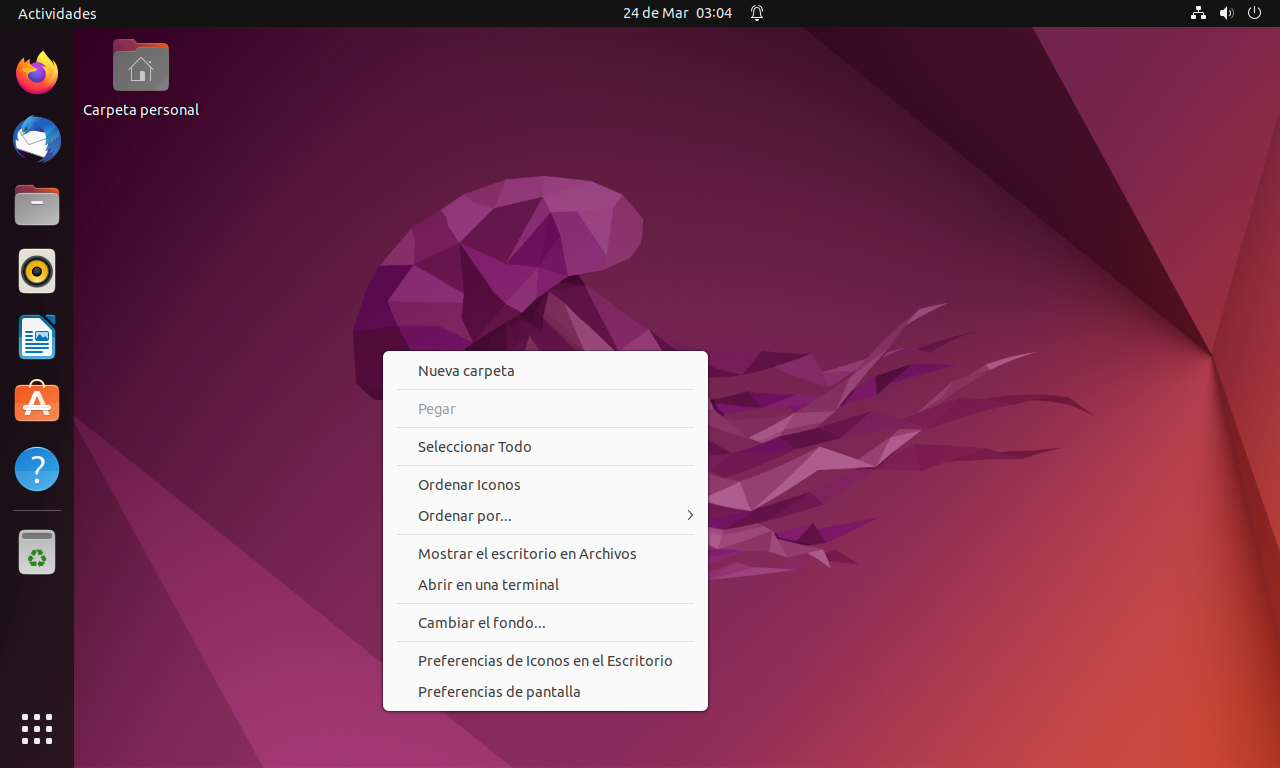 Actividades
24 de Mar 03:04
Carpeta personal
Nueva carpeta
Pegar
Seleccionar Todo
Ordenar Iconos
Ordenar por...
Mostrar el escritorio en Archivos
Abrir en una terminal
Cambiar el fondo...
Preferencias de Iconos en el Escritorio
Preferencias de pantalla